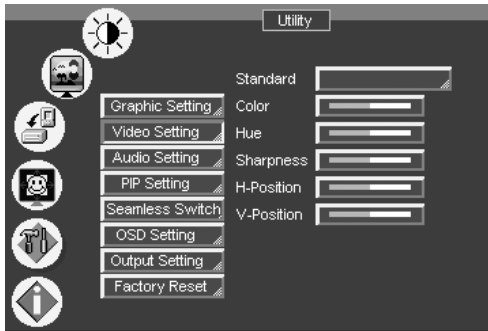 Utility
Standard
Graphic Setting Color
Video Setting Hue
Audio Setting Sharpness
PIP Setting H-Position
Seamless Switch V-Position
OSD Setting
Output Setting
Factory Reset